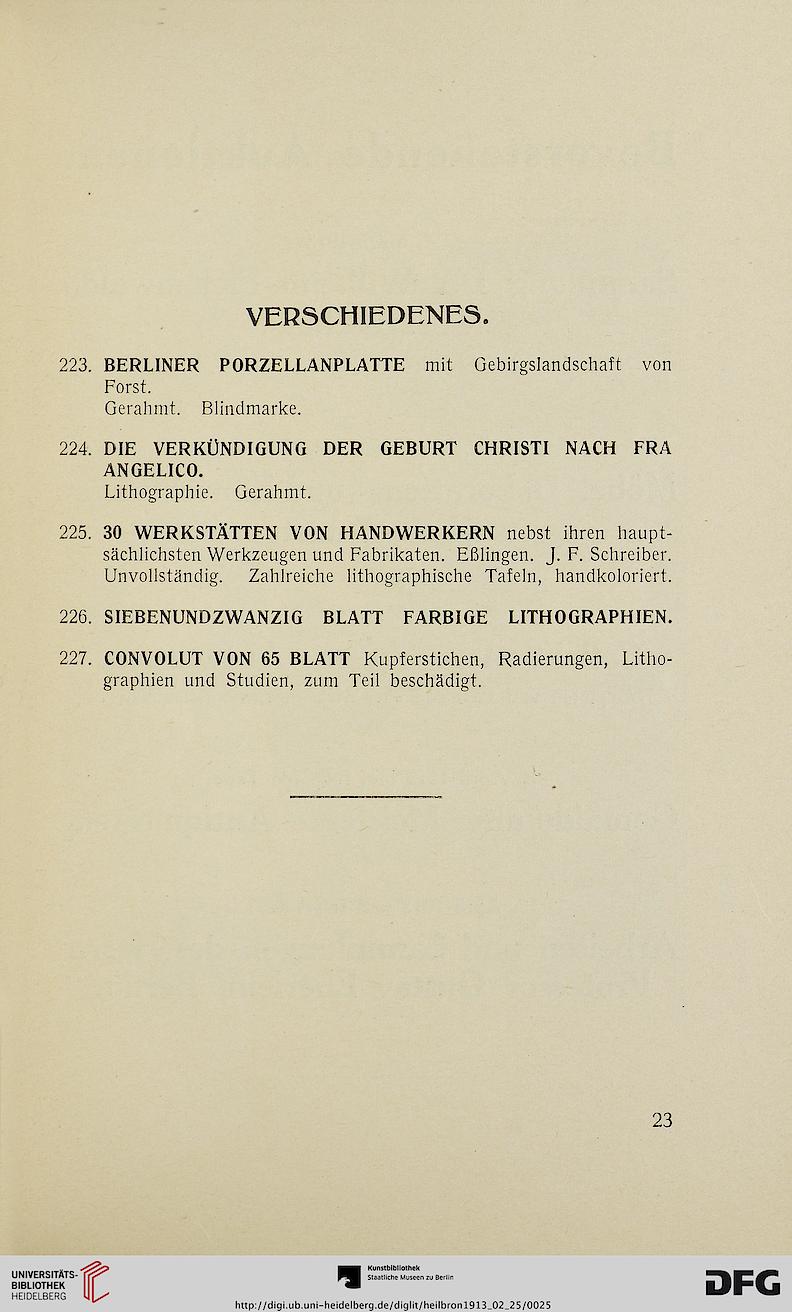 VERSCHIEDENES.
223. BERLINER PORZELLANPLATTE mit Gebirgslandschaft von
Forst.
Gerahmt. Blindmarke.
224. DIE VERKÜNDIGUNG DER GEBURT CHRISTI NACH FRA
ANGELICO.
Lithographie. Gerahmt.
225. 30 WERKSTÄTTEN VON HANDWERKERN nebst ihren haupt-
sächlichsten Werkzeugen und Fabrikaten. Eßlingen. J. F. Schreiber.
Unvollständig. Zahlreiche lithographische Tafeln, handkoloriert.
226. SIEBENUNDZWANZIG BLATT FARBIGE LITHOGRAPHIEN.
227. CONVOLUT VON 65 BLATT Kupferstichen, Radierungen, Litho-
graphien und Studien, zum Teil beschädigt.
23
UNIVERSITÄTS-
BIBLIOTHEK
HEIDELBERG
Kunstbibliothek
Staatliche Museen zu Berlin
DFG
http://digi.ub.uni-heidelberg.de/diglit/heilbron1913_02_25/0025